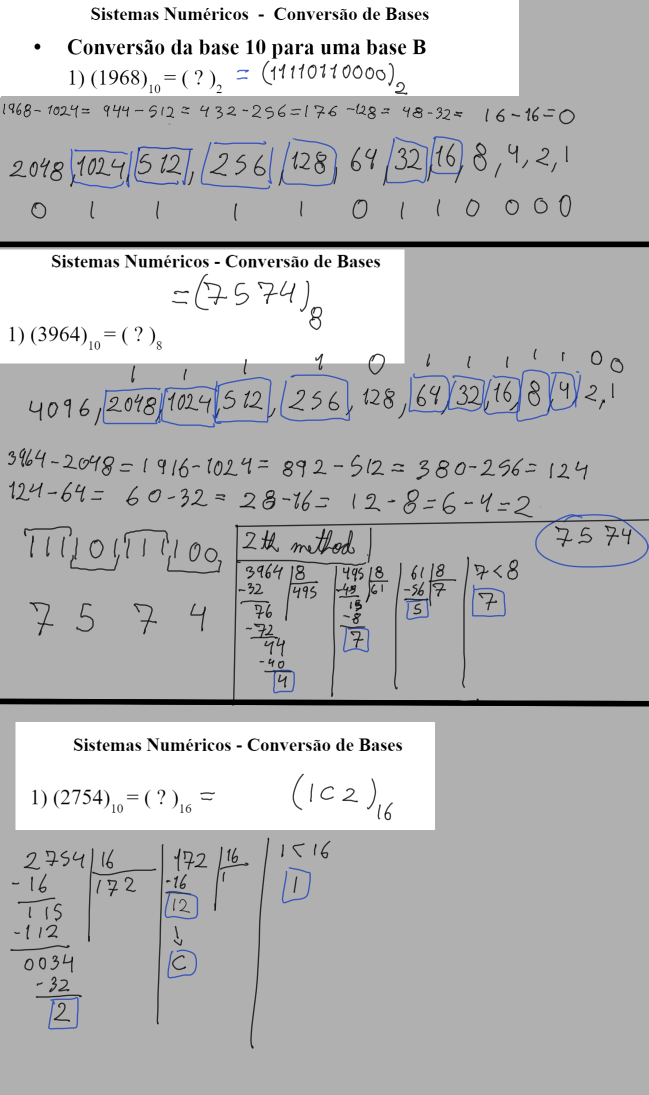 Sistemas Numéricos - Conversão de Bases
• Conversão da base 10 para uma base B
1) (1968)10 = ( ? )2 = (11110110000)2
1968-1024= 944-512= 432-256=176-128= 48-32= 16-16=0
2048, 1024, 512, 256, 128, 64, 32, 16, 8, 4, 2, 1
0 1 1 1 1 0 1 1 0 0 0 0
Sistemas Numéricos - Conversão de Bases
=(7574)8
1) (3964)10 = ( ? )8
1 1 1 1 0 1 1 1 1 1 0 0
4096, 2048, 1024, 512, 256, 128, 64, 32, 16, 8, 4, 2, 1
3964-2048=1916-1024= 892-512= 380-256= 124
124-64= 60-32= 28-16= 12-8=6-4=2
111101111100
7 5 7 4
2th method
7574
3964 8 495 8 61 8 7<8
-32 495 -48 61 -56 7 7
76 15 5
-72 -8
44 7
-40
4
Sistemas Numéricos - Conversão de Bases
1) (2754)10 = ( ? )16 = (1C2)16
2754 16 172 16 1<16
-16 172 -16 1 1
115 12
-112 ↓
0034 C
-32
2